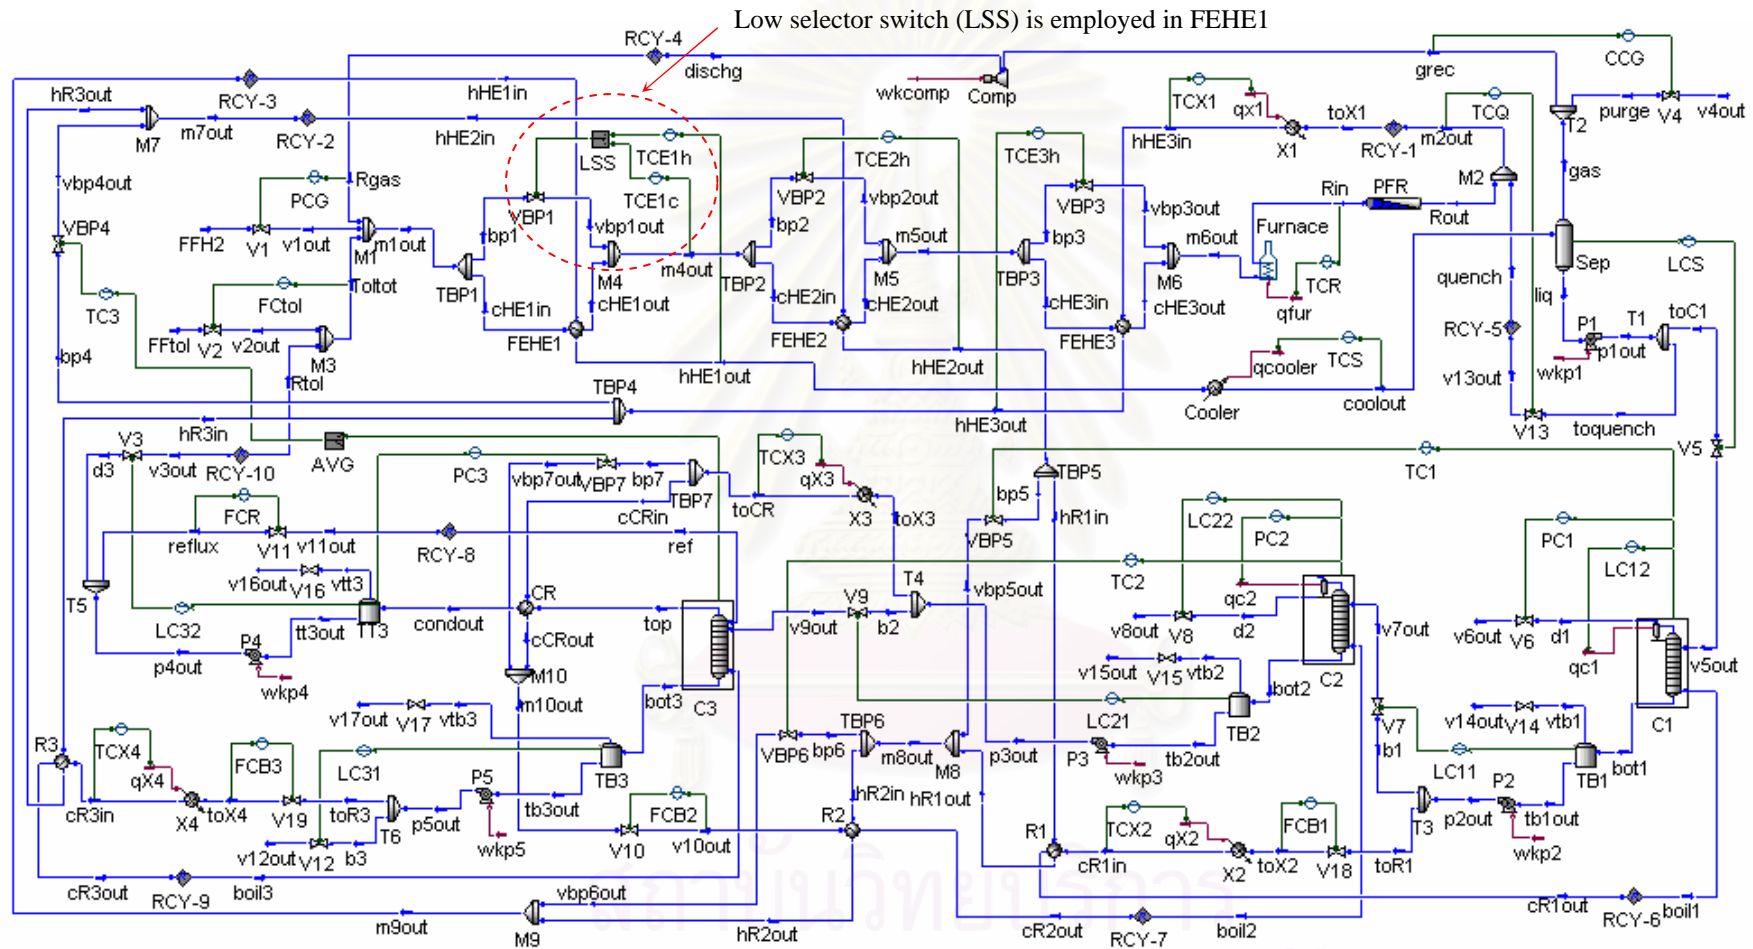 Low selector switch (LSS) is employed in FEHE1
RCY-4
dischg
grec
CCG
hR3out
RCY-3
hHE1in
wkcomp
Comp
TCX1
qx1
toX1
TCQ
m2out
purge
V4
v4out
T2
M7
m7out
RCY-2
hHE2in
LSS
TCE1h
TCE2h
TCE3h
hHE3in
X1
RCY-1
vbp4out
PCG
Rgas
TCE1c
VBP1
VBP2
vbp2out
VBP3
vbp3out
Rin
PFR
M2
gas
VBP4
FFH2
V1
v1out
M1
m1out
bp1
vbp1out
bp2
m5out
bp3
m6out
Furnace
Rout
TBP1
M4
m4out
TBP2
M5
TBP3
M6
TCR
quench
Sep
LCS
TC3
FCtol
Toltot
cHE1in
cHE1out
cHE2in
cHE2out
cHE3in
cHE3out
qfur
liq
bp4
FFtol
V2
v2out
M3
FEHE1
FEHE2
FEHE3
RCY-5
P1
T1
toC1
p1out
Rtol
hHE1out
hHE2out
qcooler
TCS
v13out
wkp1
TBP4
Cooler
coolout
hR3in
hHE3out
V13
toquench
V3
d3
v3out
RCY-10
AVG
PC3
TCX3
qX3
TC1
V5
vbp7out
VBP7
bp7
TBP7
toCR
X3
toX3
TBP5
bp5
hR1in
FCR
cCRin
LC22
PC2
PC1
reflux
V11
v11out
RCY-8
ref
VBP5
LC12
v16out
V16
vtt3
CR
TC2
T4
vbp5out
qc2
T5
LC32
TT3
condout
top
V9
v9out
b2
v8out
V8
d2
v7out
v6out
V6
d1
tt3out
P4
p4out
cCRout
qc1
v5out
wkp4
M10
m10out
bot3
C3
v15out
V15
vtb2
bot2
C2
v17out
V17
vtb3
LC21
TB2
V7
v14out
V14
vtb1
C1
R3
TCX4
qX4
FCB3
LC31
TB3
VBP6
bp6
TBP6
m8out
M8
p3out
P3
tb2out
wkp3
b1
LC11
TB1
bot1
P5
tb3out
P2
tb1out
cR3in
X4
toX4
V19
toR3
T6
p5out
wkp5
FCB2
hR2in
hR1out
TCX2
qX2
FCB1
T3
p2out
wkp2
v12out
V12
b3
V10
v10out
R2
R1
cR1in
X2
toX2
V18
toR1
cR3out
RCY-9
boil3
vbp6out
cR1out
RCY-6
boil1
m9out
M9
hR2out
cR2out
RCY-7
boil2
สถาบันวิทยบริการ